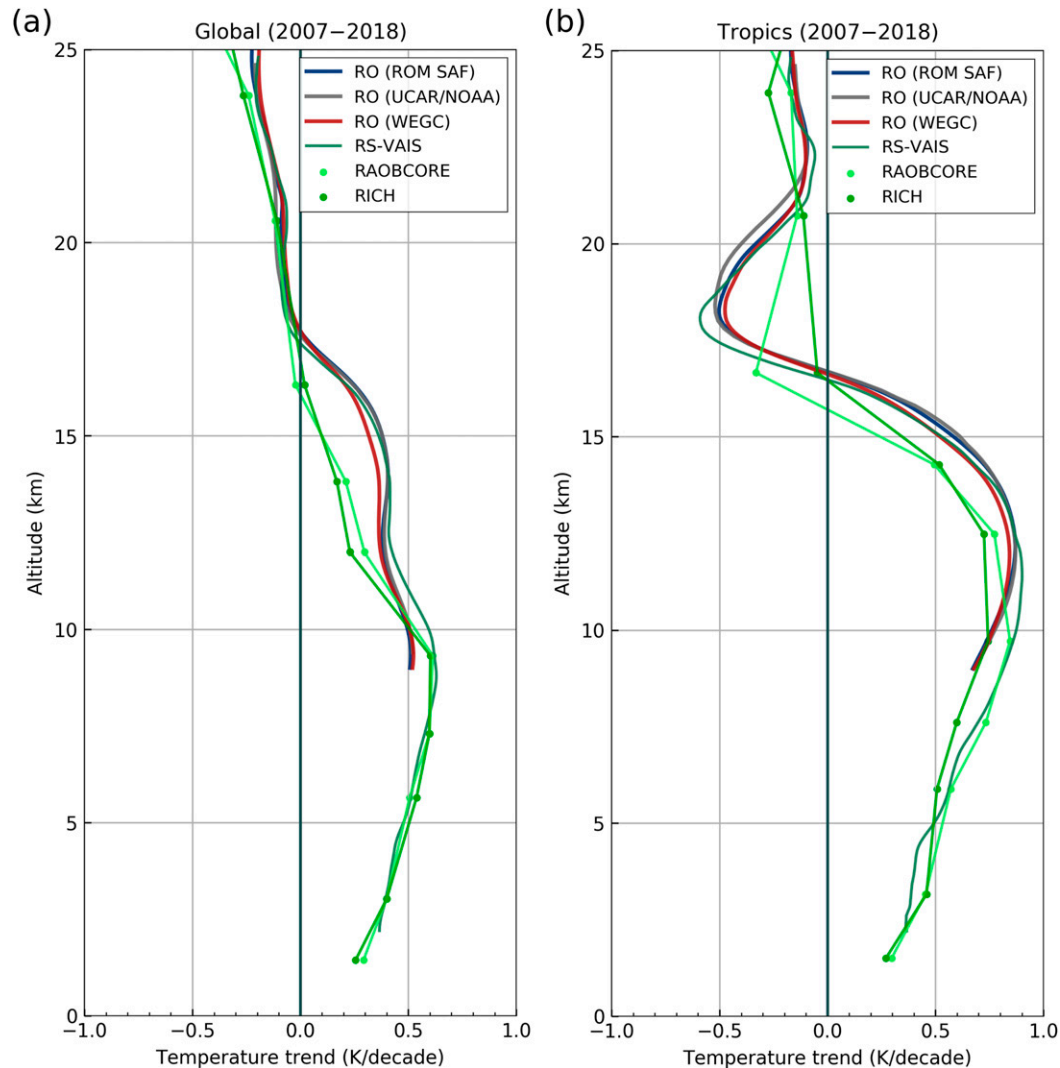 (a)
Global (2007−2018)
25
20
15
10
5
0
Altitude (km)
RO (ROM SAF)
RO (UCAR/NOAA)
RO (WEGC)
RS-VAIS
RAOBCORE
RICH
−1.0
−0.5
0.0
0.5
1.0
Temperature trend (K/decade)
(b)
Tropics (2007−2018)
25
20
15
10
5
0
Altitude (km)
RO (ROM SAF)
RO (UCAR/NOAA)
RO (WEGC)
RS-VAIS
RAOBCORE
RICH
−1.0
−0.5
0.0
0.5
1.0
Temperature trend (K/decade)